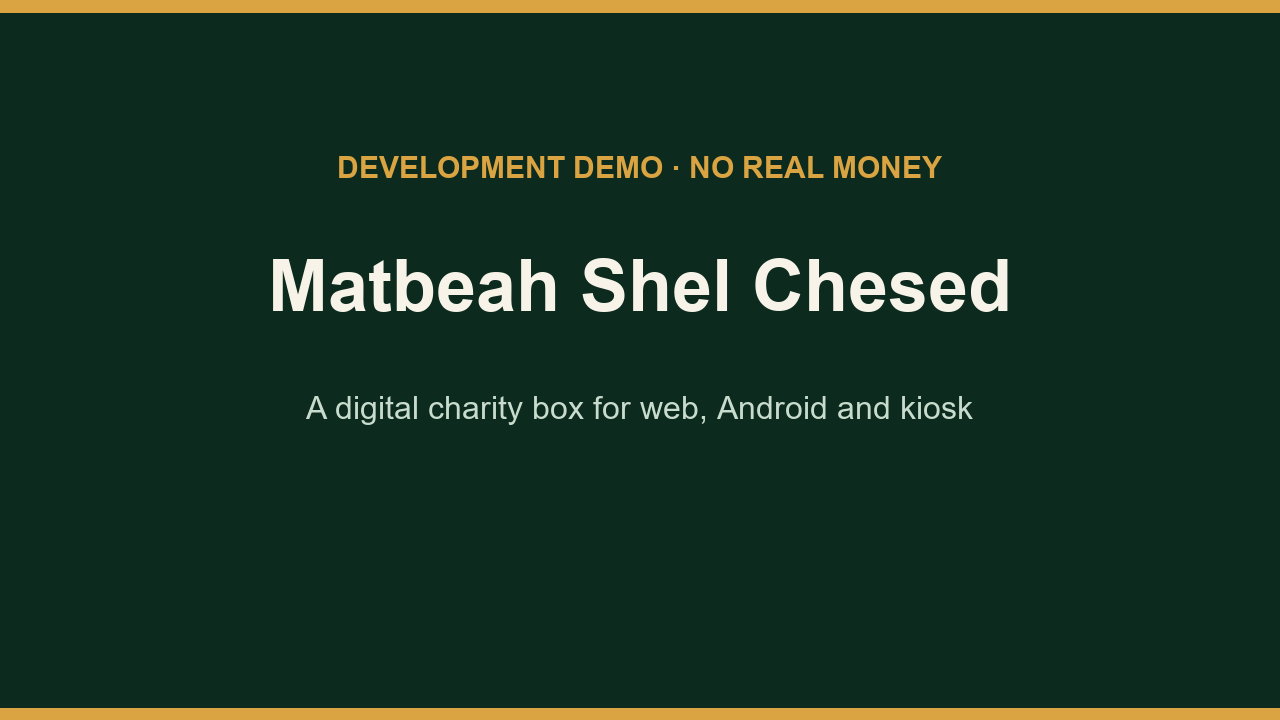 DEVELOPMENT DEMO · NO REAL MONEY
Matbeah Shel Chesed
A digital charity box for web, Android and kiosk